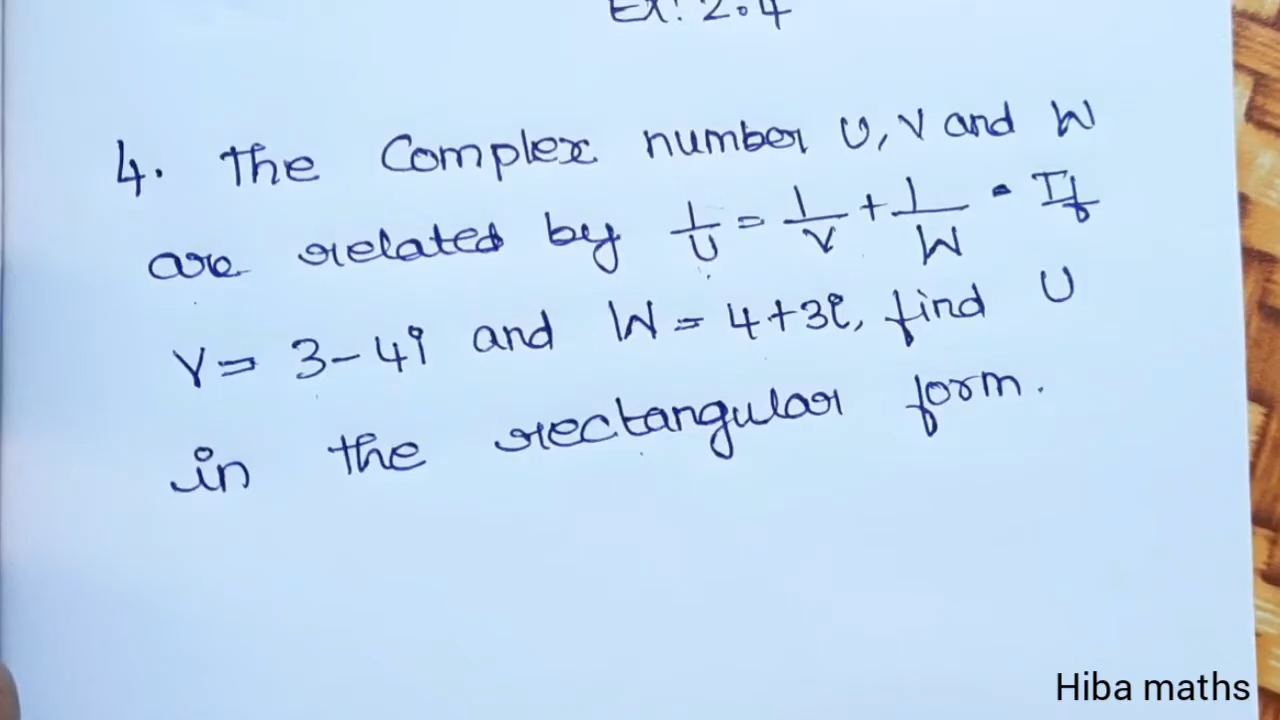 Ex: 2.4
4. The Complex number U, V and W
are related by 1/U = 1/V + 1/W . If
V = 3-4i and W = 4+3i, find U
in the rectangular form.
Hiba maths